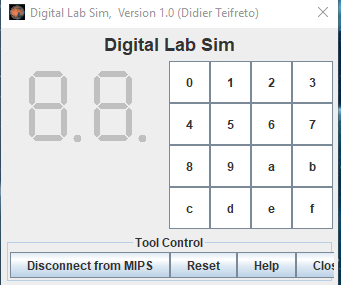 Digital Lab Sim, Version 1.0 (Didier Teifreto)
Digital Lab Sim
0 1 2 3
4 5 6 7
8 9 a b
c d e f
Tool Control
Disconnect from MIPS Reset Help Clos